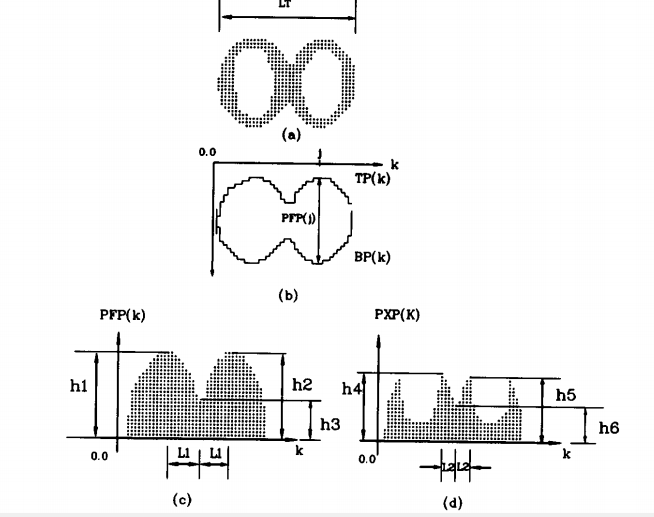 LT
(a)
0.0
j
k
TP(k)
PFP(j)
BP(k)
(b)
PFP(k)
h1
h2
h3
0.0
L1
L1
k
(c)
PXP(K)
h4
h5
h6
0.0
L2
L2
k
(d)